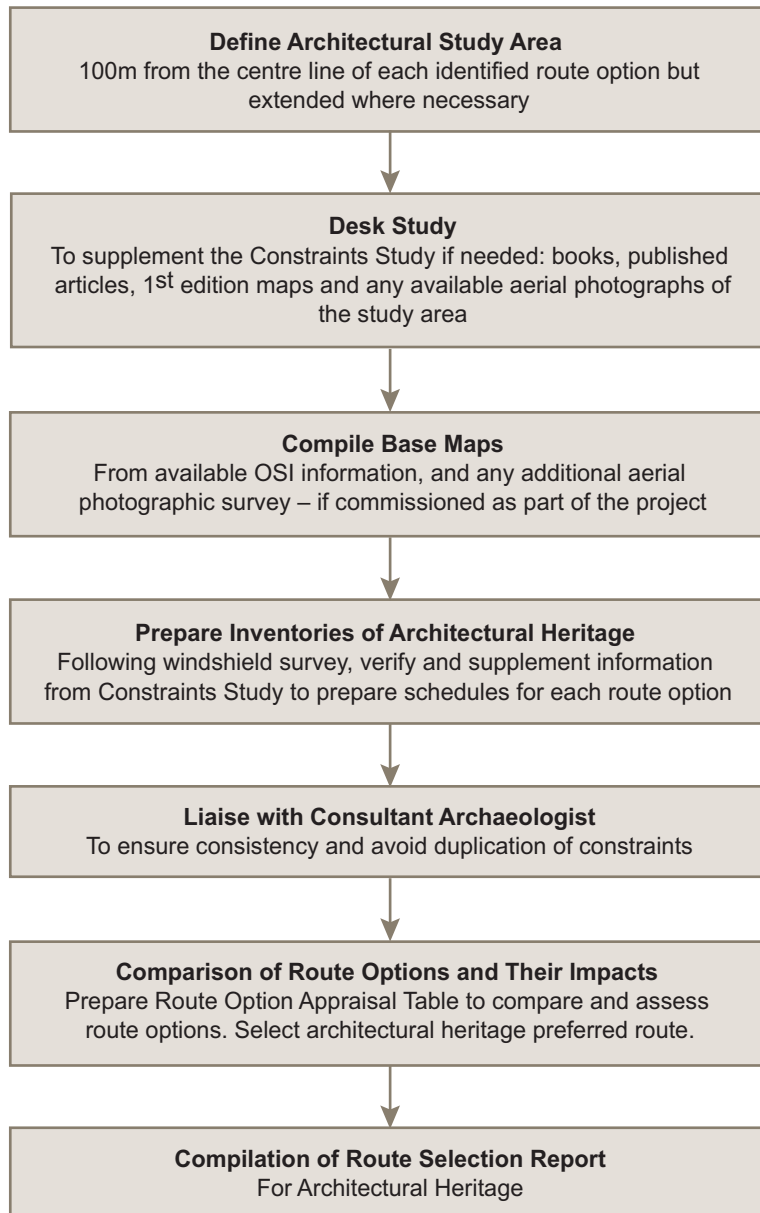 Define Architectural Study Area
100m from the centre line of each identified route option but
extended where necessary
Desk Study
To supplement the Constraints Study if needed: books, published
articles, 1st edition maps and any available aerial photographs of
the study area
Compile Base Maps
From available OSI information, and any additional aerial
photographic survey – if commissioned as part of the project
Prepare Inventories of Architectural Heritage
Following windshield survey, verify and supplement information
from Constraints Study to prepare schedules for each route option
Liaise with Consultant Archaeologist
To ensure consistency and avoid duplication of constraints
Comparison of Route Options and Their Impacts
Prepare Route Option Appraisal Table to compare and assess
route options. Select architectural heritage preferred route.
Compilation of Route Selection Report
For Architectural Heritage